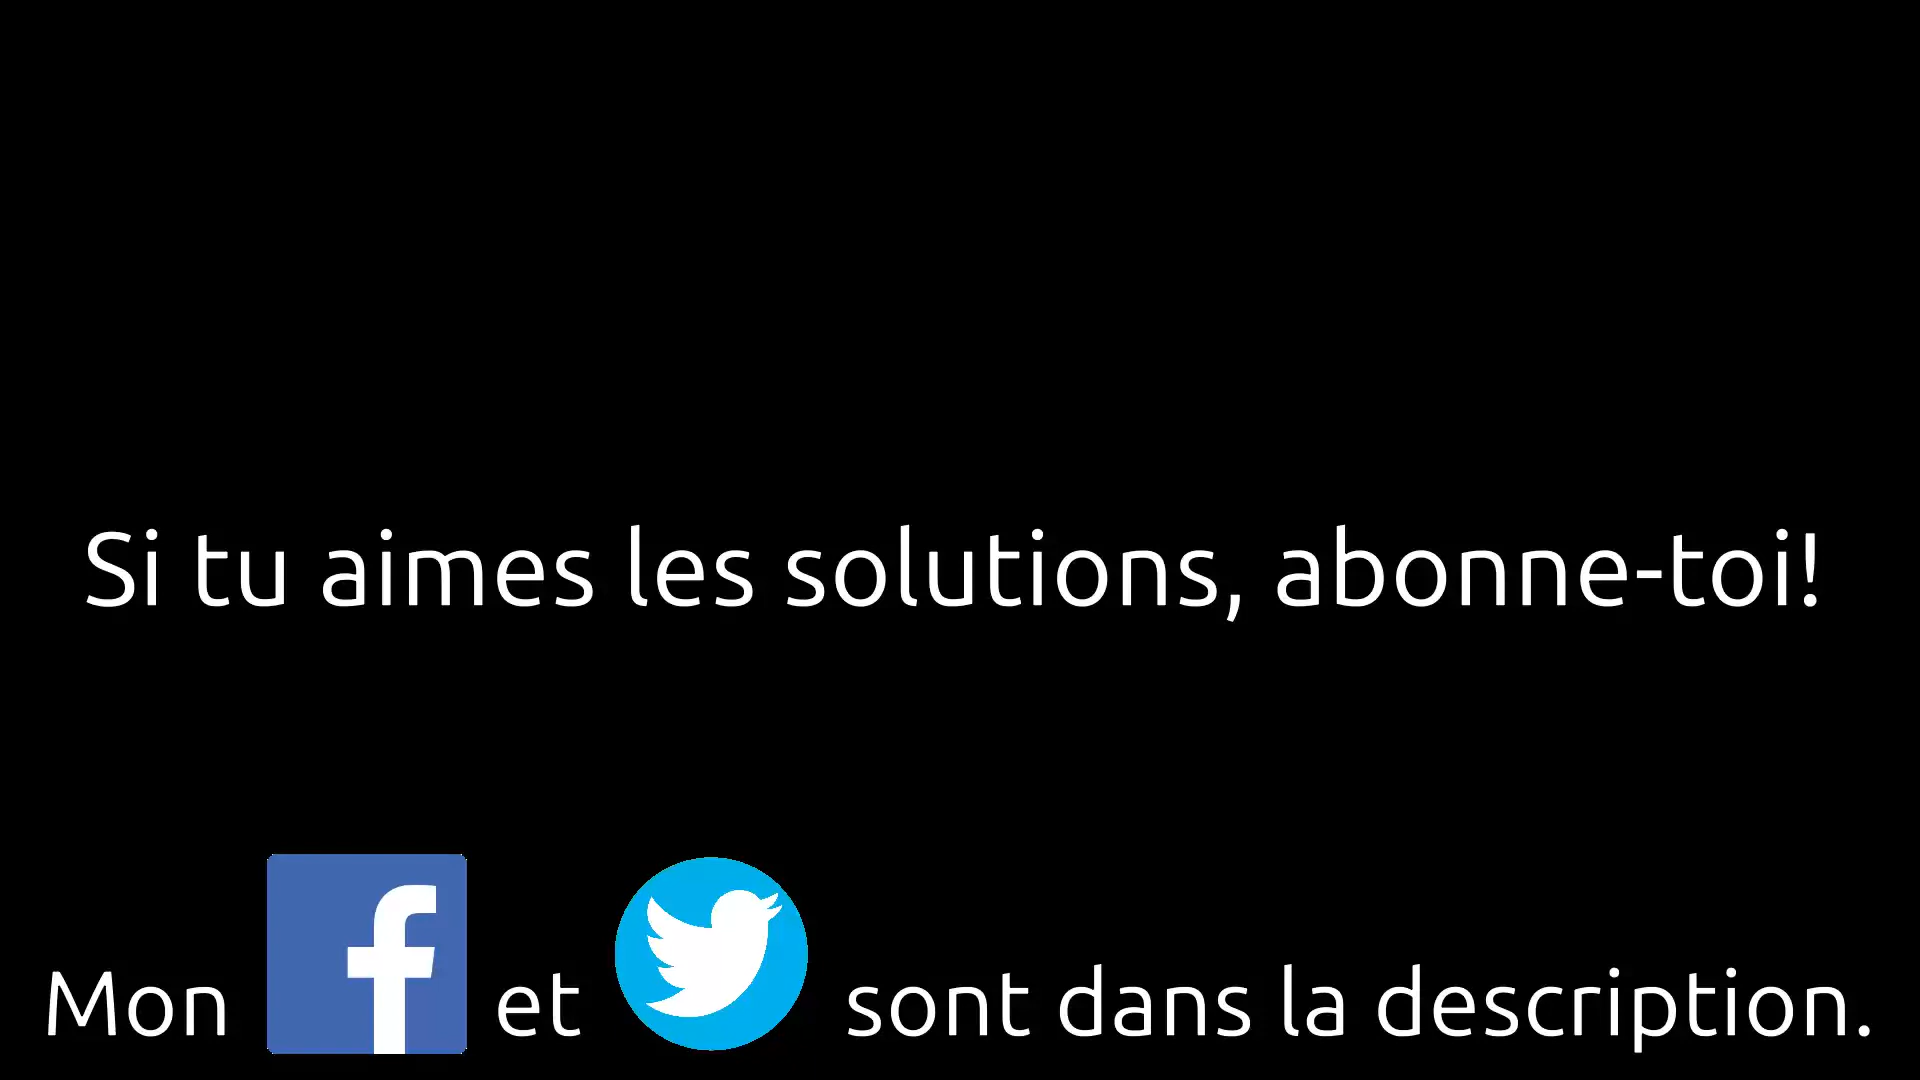 Si tu aimes les solutions, abonne-toi!
Mon f et sont dans la description.